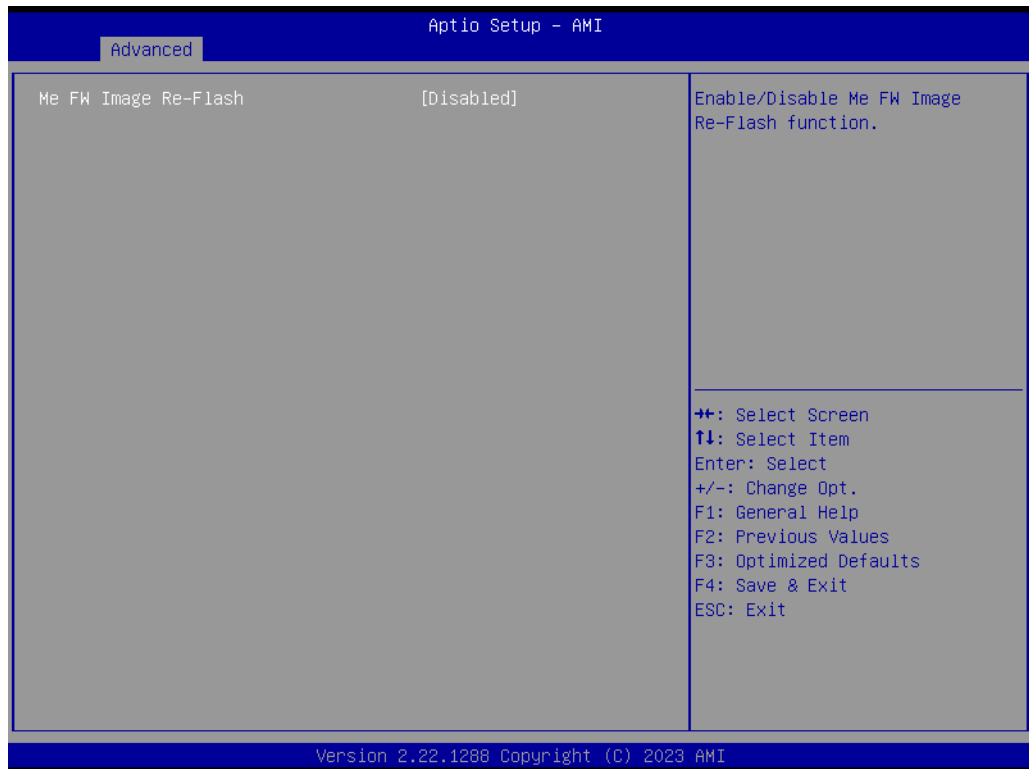 Aptio Setup – AMI
Advanced
Me FW Image Re-Flash [Disabled]
Enable/Disable Me FW Image
Re-Flash function.
→←: Select Screen
↑↓: Select Item
Enter: Select
+/-: Change Opt.
F1: General Help
F2: Previous Values
F3: Optimized Defaults
F4: Save & Exit
ESC: Exit
Version 2.22.1288 Copyright (C) 2023 AMI